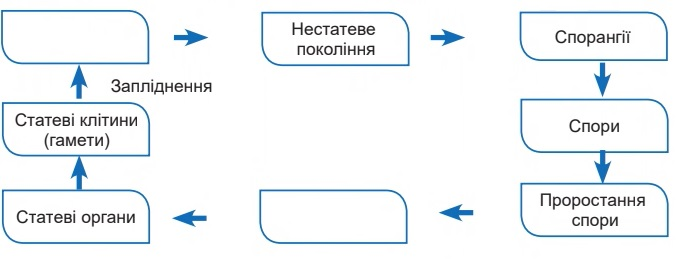 Нестатеве
покоління
Спорангії
Запліднення
Статеві клітини
(гамети)
Спори
Статеві органи
Проростання
спори